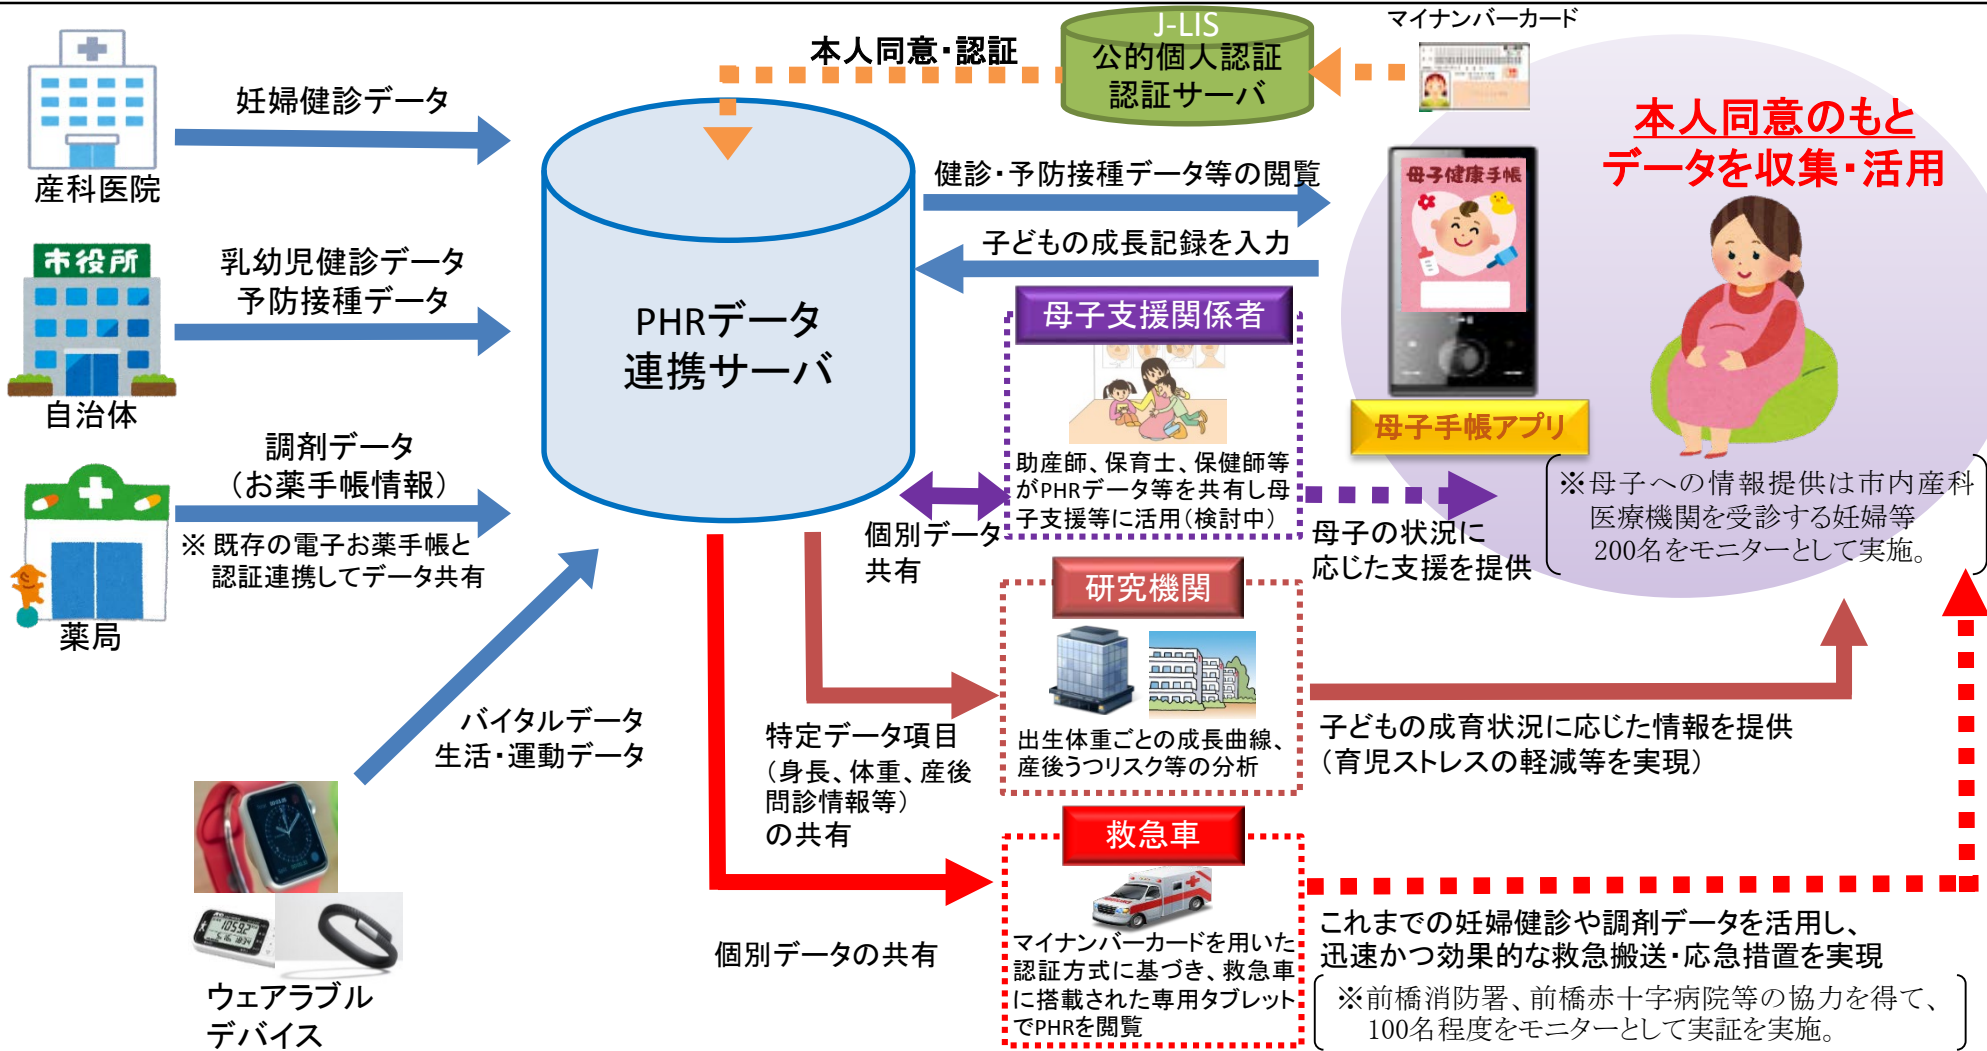 マイナンバーカード
J-LIS
公的個人認証
認証サーバ
本人同意・認証
妊婦健診データ
産科医院
本人同意のもと
データを収集・活用
健診・予防接種データ等の閲覧
母子健康手帳
子どもの成長記録を入力
市役所
乳幼児健診データ
予防接種データ
自治体
PHRデータ
連携サーバ
母子支援関係者
助産師、保育士、保健師等
がPHRデータ等を共有し母
子支援等に活用(検討中)
母子手帳アプリ
調剤データ
(お薬手帳情報)
※ 既存の電子お薬手帳と
認証連携してデータ共有
薬局
個別データ
共有
母子の状況に
応じた支援を提供
※母子への情報提供は市内産科
医療機関を受診する妊婦等
200名をモニターとして実施。
研究機関
出生体重ごとの成長曲線、
産後うつリスク等の分析
バイタルデータ
生活・運動データ
特定データ項目
(身長、体重、産後
問診情報等)
の共有
子どもの成育状況に応じた情報を提供
(育児ストレスの軽減等を実現)
救急車
マイナンバーカードを用いた
認証方式に基づき、救急車
に搭載された専用タブレット
でPHRを閲覧
個別データの共有
これまでの妊婦健診や調剤データを活用し、
迅速かつ効果的な救急搬送・応急措置を実現
※前橋消防署、前橋赤十字病院等の協力を得て、
100名程度をモニターとして実証を実施。
ウェアラブル
デバイス